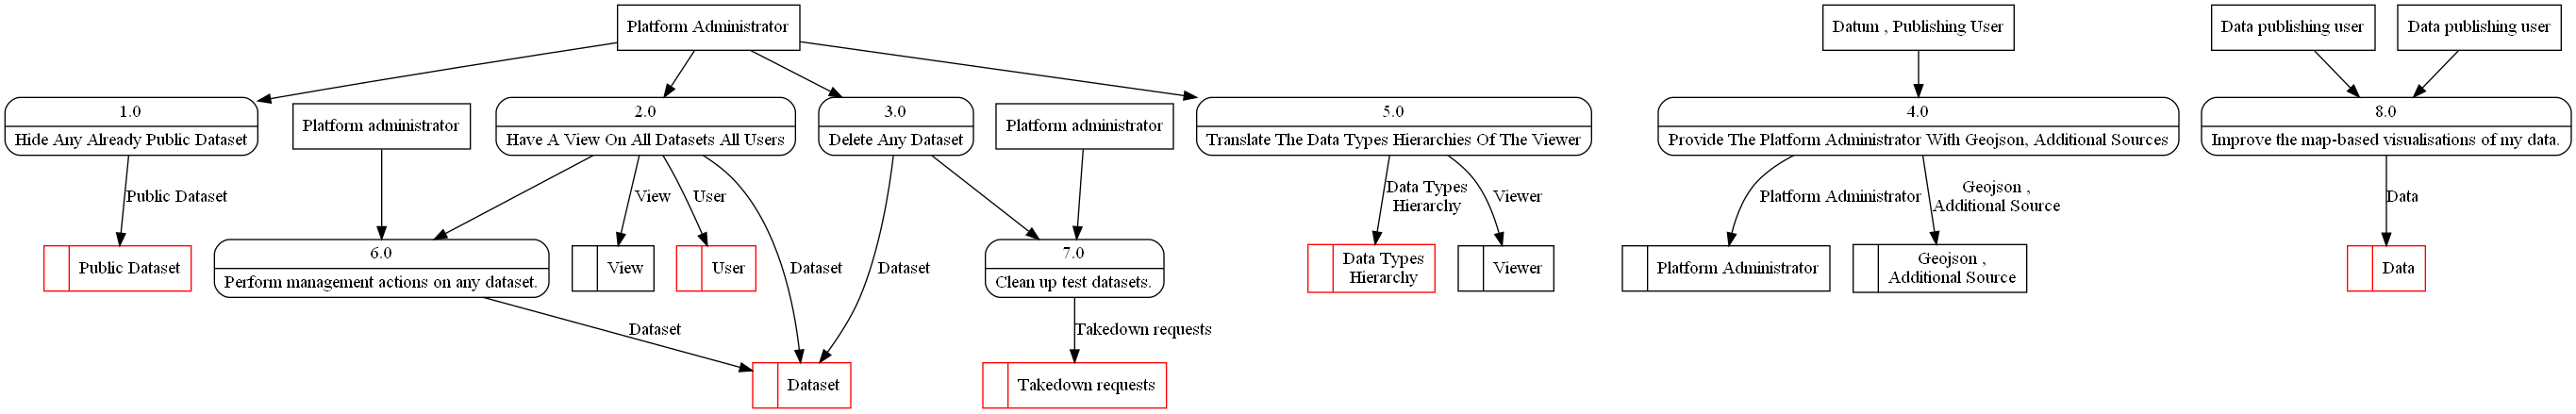 Platform Administrator
Datum , Publishing User
Data publishing user
Data publishing user
1.0
Hide Any Already Public Dataset
Platform administrator
2.0
Have A View On All Datasets All Users
3.0
Delete Any Dataset
Platform administrator
5.0
Translate The Data Types Hierarchies Of The Viewer
4.0
Provide The Platform Administrator With Geojson, Additional Sources
8.0
Improve the map-based visualisations of my data.
Public Dataset
View
User
Data Types
Hierarchy
Viewer
Platform Administrator
Geojson ,
Additional Source
Data
Public Dataset
6.0
Perform management actions on any dataset.
View
User
Dataset
Dataset
7.0
Clean up test datasets.
Data Types
Hierarchy
Viewer
Platform Administrator
Geojson ,
Additional Source
Data
Dataset
Takedown requests
Dataset
Takedown requests